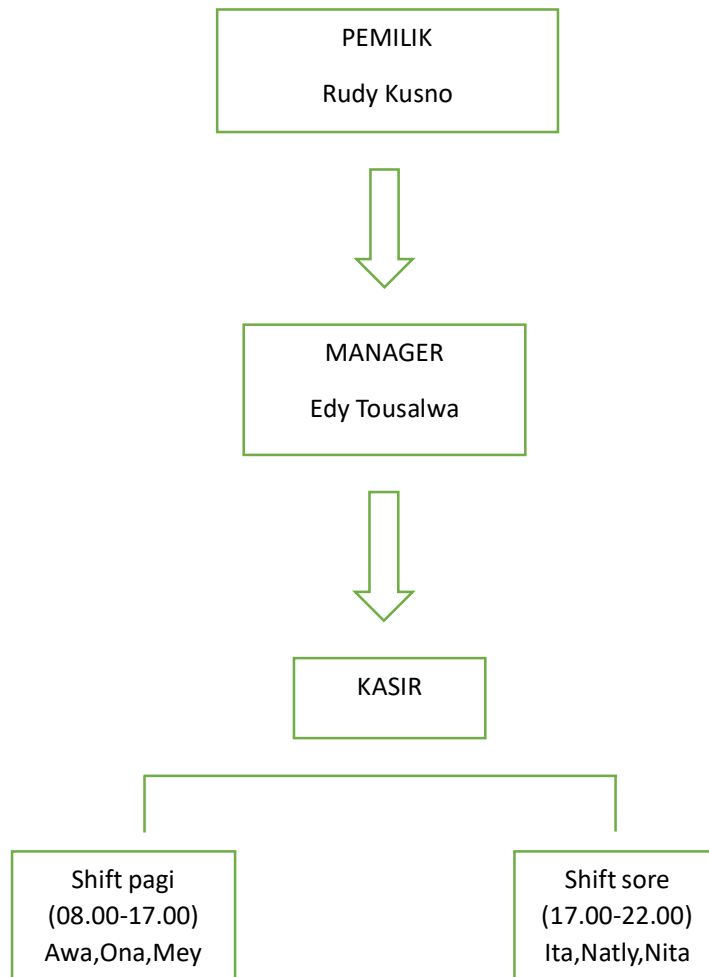 PEMILIK
Rudy Kusno
MANAGER
Edy Tousalwa
KASIR
Shift pagi
(08.00-17.00)
Awa,Ona,Mey
Shift sore
(17.00-22.00)
Ita,Natly,Nita